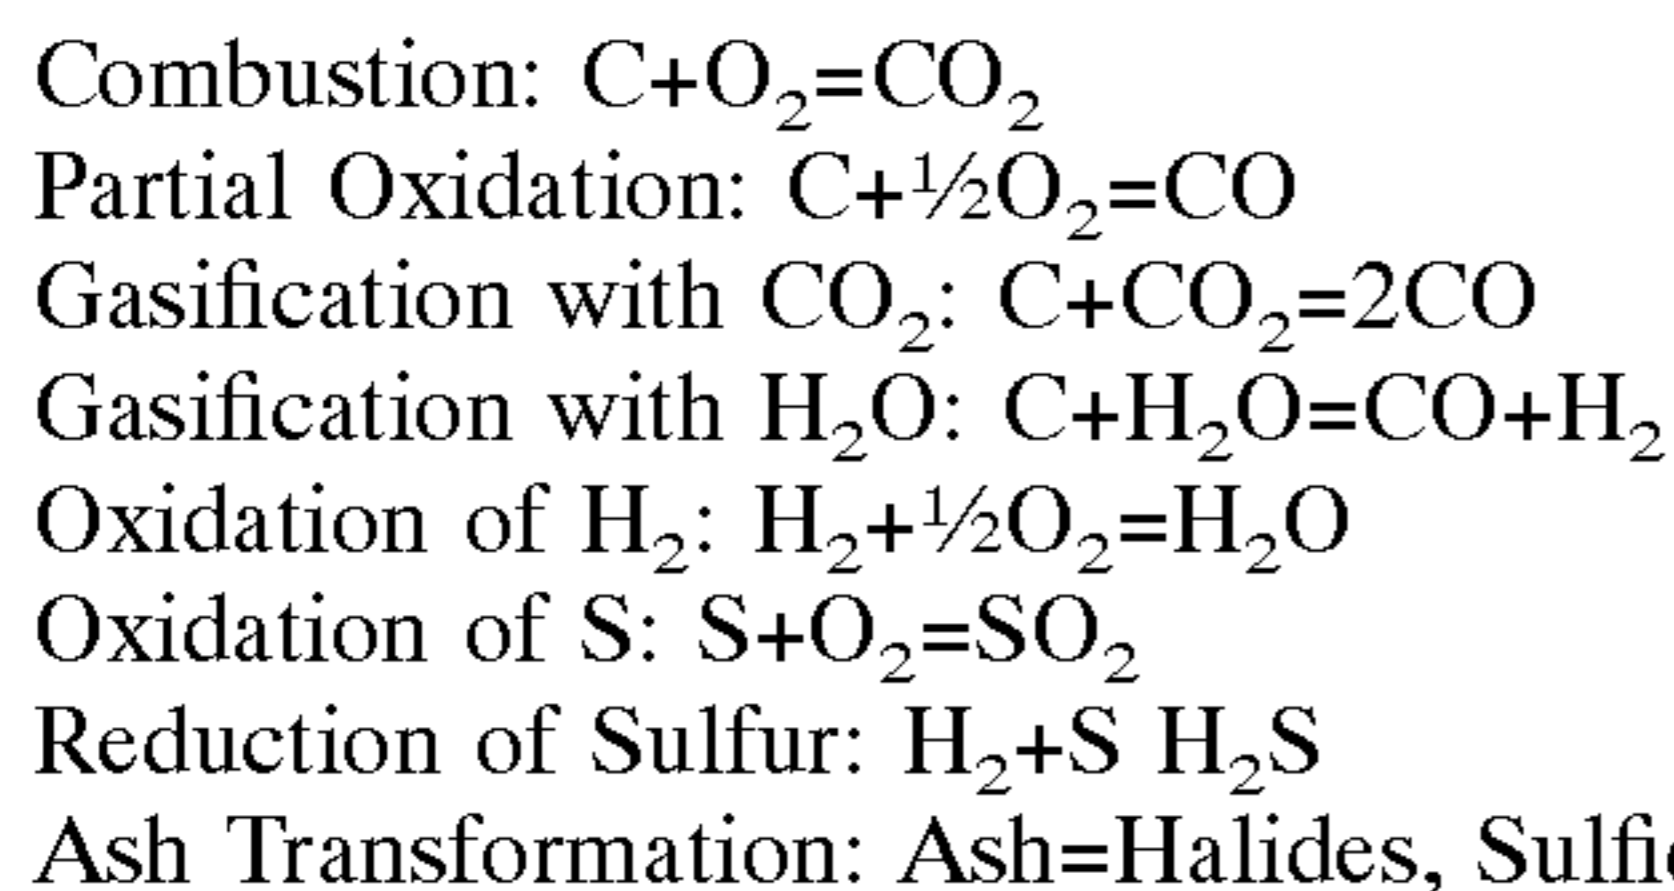 Combustion: C+O₂=CO₂
Partial Oxidation: C+½O₂=CO
Gasification with CO₂: C+CO₂=2CO
Gasification with H₂O: C+H₂O=CO+H₂
Oxidation of H₂: H₂+½O₂=H₂O
Oxidation of S: S+O₂=SO₂
Reduction of Sulfur: H₂+S H₂S
Ash Transformation: Ash=Halides,